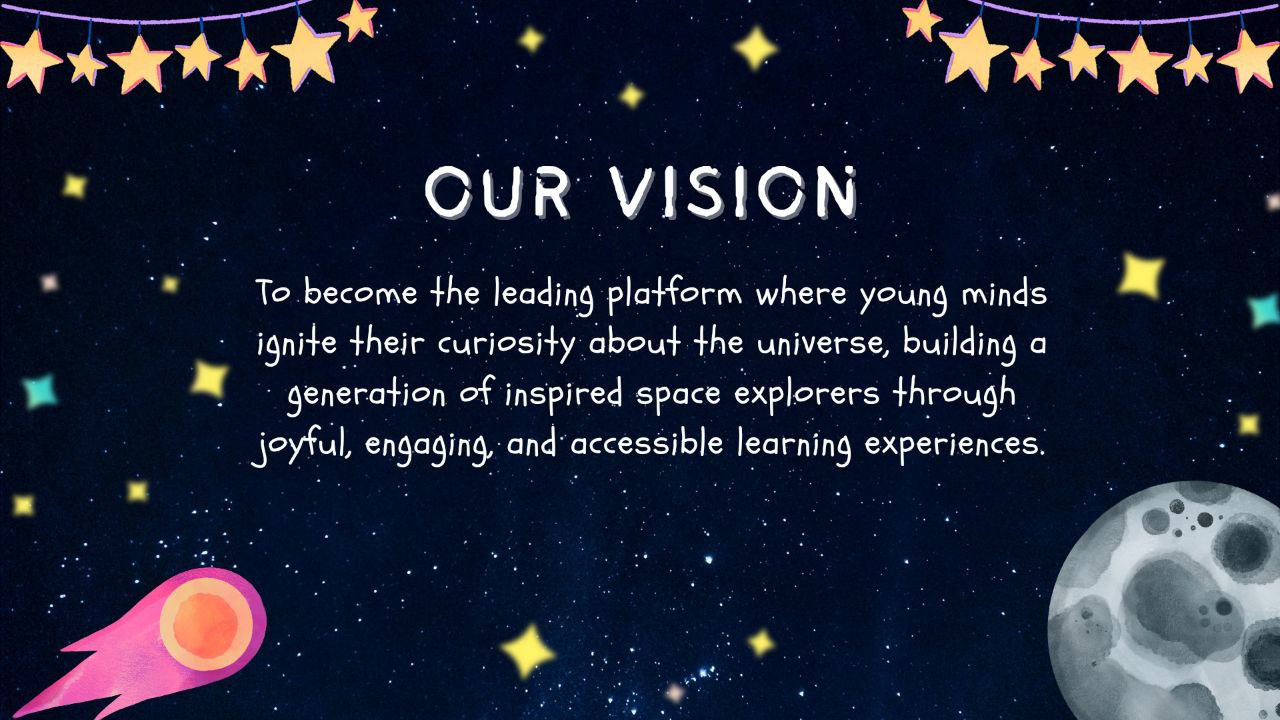 OUR VISION
To become the leading platform where young minds
ignite their curiosity about the universe, building a
generation of inspired space explorers through
joyful, engaging, and accessible learning experiences.